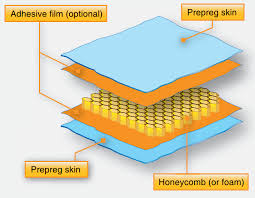 Prepreg skin
Adhesive film (optional)
Prepreg skin
Honeycomb (or foam)